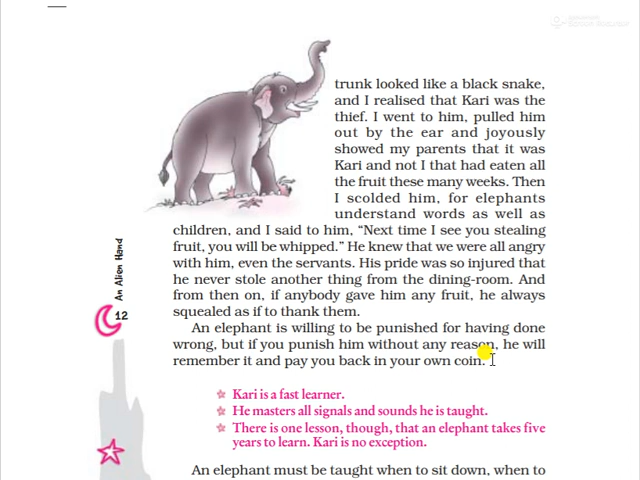 trunk looked like a black snake,
and I realised that Kari was the
thief. I went to him, pulled him
out by the ear and joyously
showed my parents that it was
Kari and not I that had eaten all
the fruit these many weeks. Then
I scolded him, for elephants
understand words as well as
children, and I said to him, “Next time I see you stealing
fruit, you will be whipped.” He knew that we were all angry
with him, even the servants. His pride was so injured that
he never stole another thing from the dining-room. And
from then on, if anybody gave him any fruit, he always
squealed as if to thank them.
An elephant is willing to be punished for having done
wrong, but if you punish him without any reason, he will
remember it and pay you back in your own coin.
Kari is a fast learner.
He masters all signals and sounds he is taught.
There is one lesson, though, that an elephant takes five
years to learn. Kari is no exception.
An elephant must be taught when to sit down, when to
An Alien Hand
12